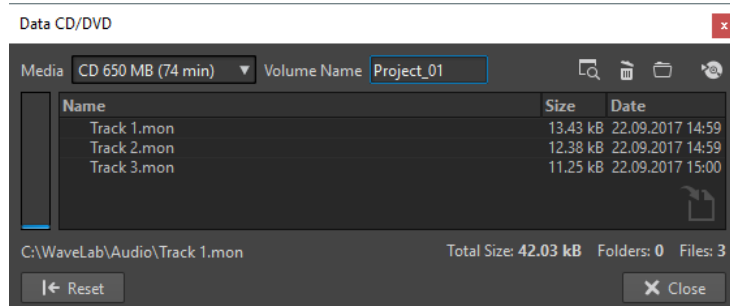 Data CD/DVD
x
Media CD 650 MB (74 min) Volume Name Project_01
Name Size Date
Track 1.mon 13.43 kB 22.09.2017 14:59
Track 2.mon 12.38 kB 22.09.2017 14:59
Track 3.mon 11.25 kB 22.09.2017 15:00
C:\WaveLab\Audio\Track 1.mon Total Size: 42.03 kB Folders: 0 Files: 3
Reset Close